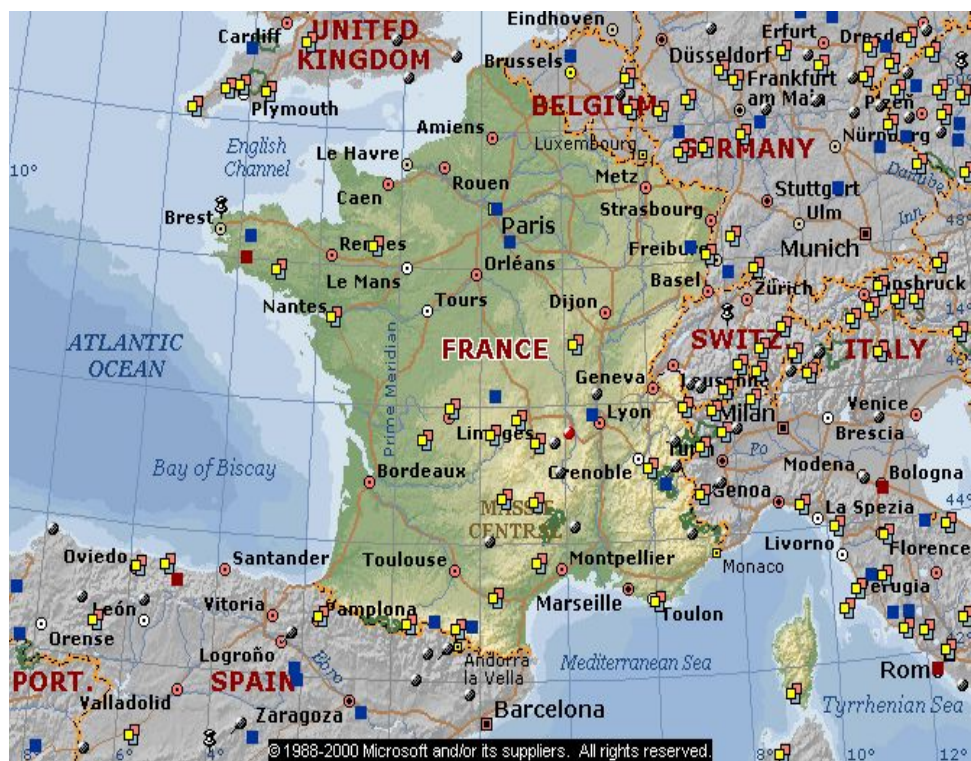 UNITED
KINGDOM
Cardiff
Plymouth
Eindhoven
Brussels
BELGIUM
Düsseldorf
Erfurt
Frankfurt
am Main
GERMANY
Nürnberg
Plzen
Danube
Luxembourg
English
Channel
Amiens
Le Havre
Rouen
Caen
Metz
10°
Brest
Paris
Strasbourg
Stuttgart
Ulm
Inn
48°
Rennes
Le Mans
Orléans
Freiburg
Munich
Nantes
Tours
Dijon
Basel
Zürich
Innsbruck
14°
ATLANTIC
OCEAN
Prime Meridian
FRANCE
SWITZ.
ITALY
46°
Geneva
Lausanne
Limoges
Lyon
Milan
Venice
Brescia
Bay of Biscay
Bordeaux
Grenoble
Turin
Po
Modena
Bologna
MASSIF
CENTRAL
Genoa
La Spezia
44°
Oviedo
Santander
Toulouse
Montpellier
Monaco
Livorno
Florence
León
Vitoria
Pamplona
Marseille
Toulon
Perugia
Orense
Logroño
Ebro
Andorra
la Vella
Mediterranean Sea
Rome
PORT.
SPAIN
Valladolid
Zaragoza
Barcelona
Tyrrhenian Sea
8°
6°
4°
© 1988-2000 Microsoft and/or its suppliers. All rights reserved.
8°
10°
12°